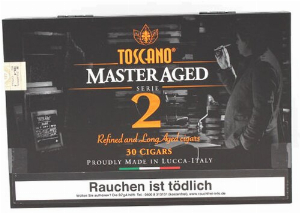 TOSCANO®
MASTER AGED
SERIE
2
Refined and Long Aged cigars
30 CIGARS
PROUDLY MADE IN LUCCA-ITALY
Rauchen ist tödlich